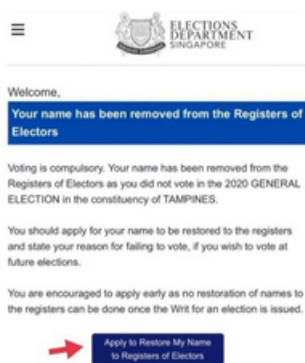 ELECTIONS
DEPARTMENT
SINGAPORE
Welcome,
Your name has been removed from the Registers of
Electors
Voting is compulsory. Your name has been removed from the
Registers of Electors as you did not vote in the 2020 GENERAL
ELECTION in the constituency of TAMPINES.
You should apply for your name to be restored to the registers
and state your reason for failing to vote, if you wish to vote at
future elections.
You are encouraged to apply early as no restoration of names to
the registers can be done once the Writ for an election is issued.
Apply to Restore My Name
to Registers of Electors